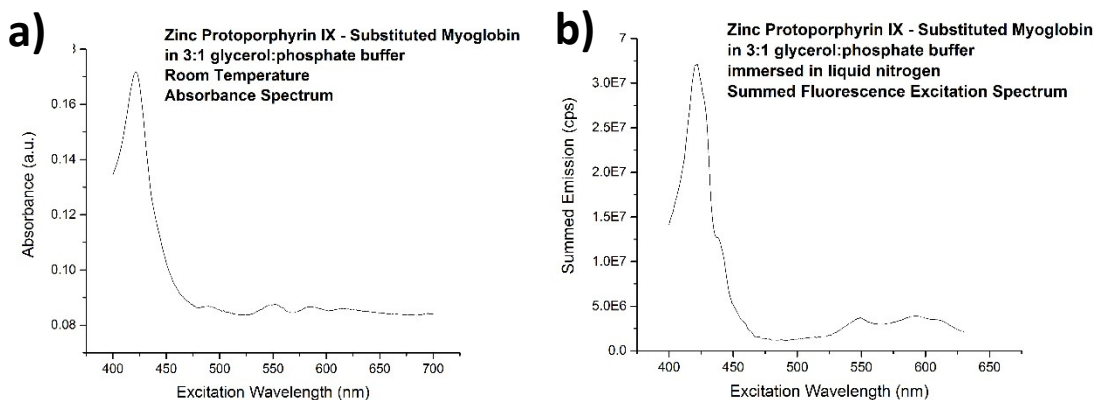 a)
Zinc Protoporphyrin IX - Substituted Myoglobin
in 3:1 glycerol:phosphate buffer
Room Temperature
Absorbance Spectrum
0.16
0.14
0.12
0.10
0.08
Absorbance (a.u.)
400
450
500
550
600
650
700
Excitation Wavelength (nm)
b)
Zinc Protoporphyrin IX - Substituted Myoglobin
in 3:1 glycerol:phosphate buffer
immersed in liquid nitrogen
Summed Fluorescence Excitation Spectrum
7
3.0E7
2.5E7
3.0E7
1.5E7
1.0E7
5.0E6
0.0
Summed Emission (cps)
400
450
500
550
600
650
Excitation Wavelength (nm)